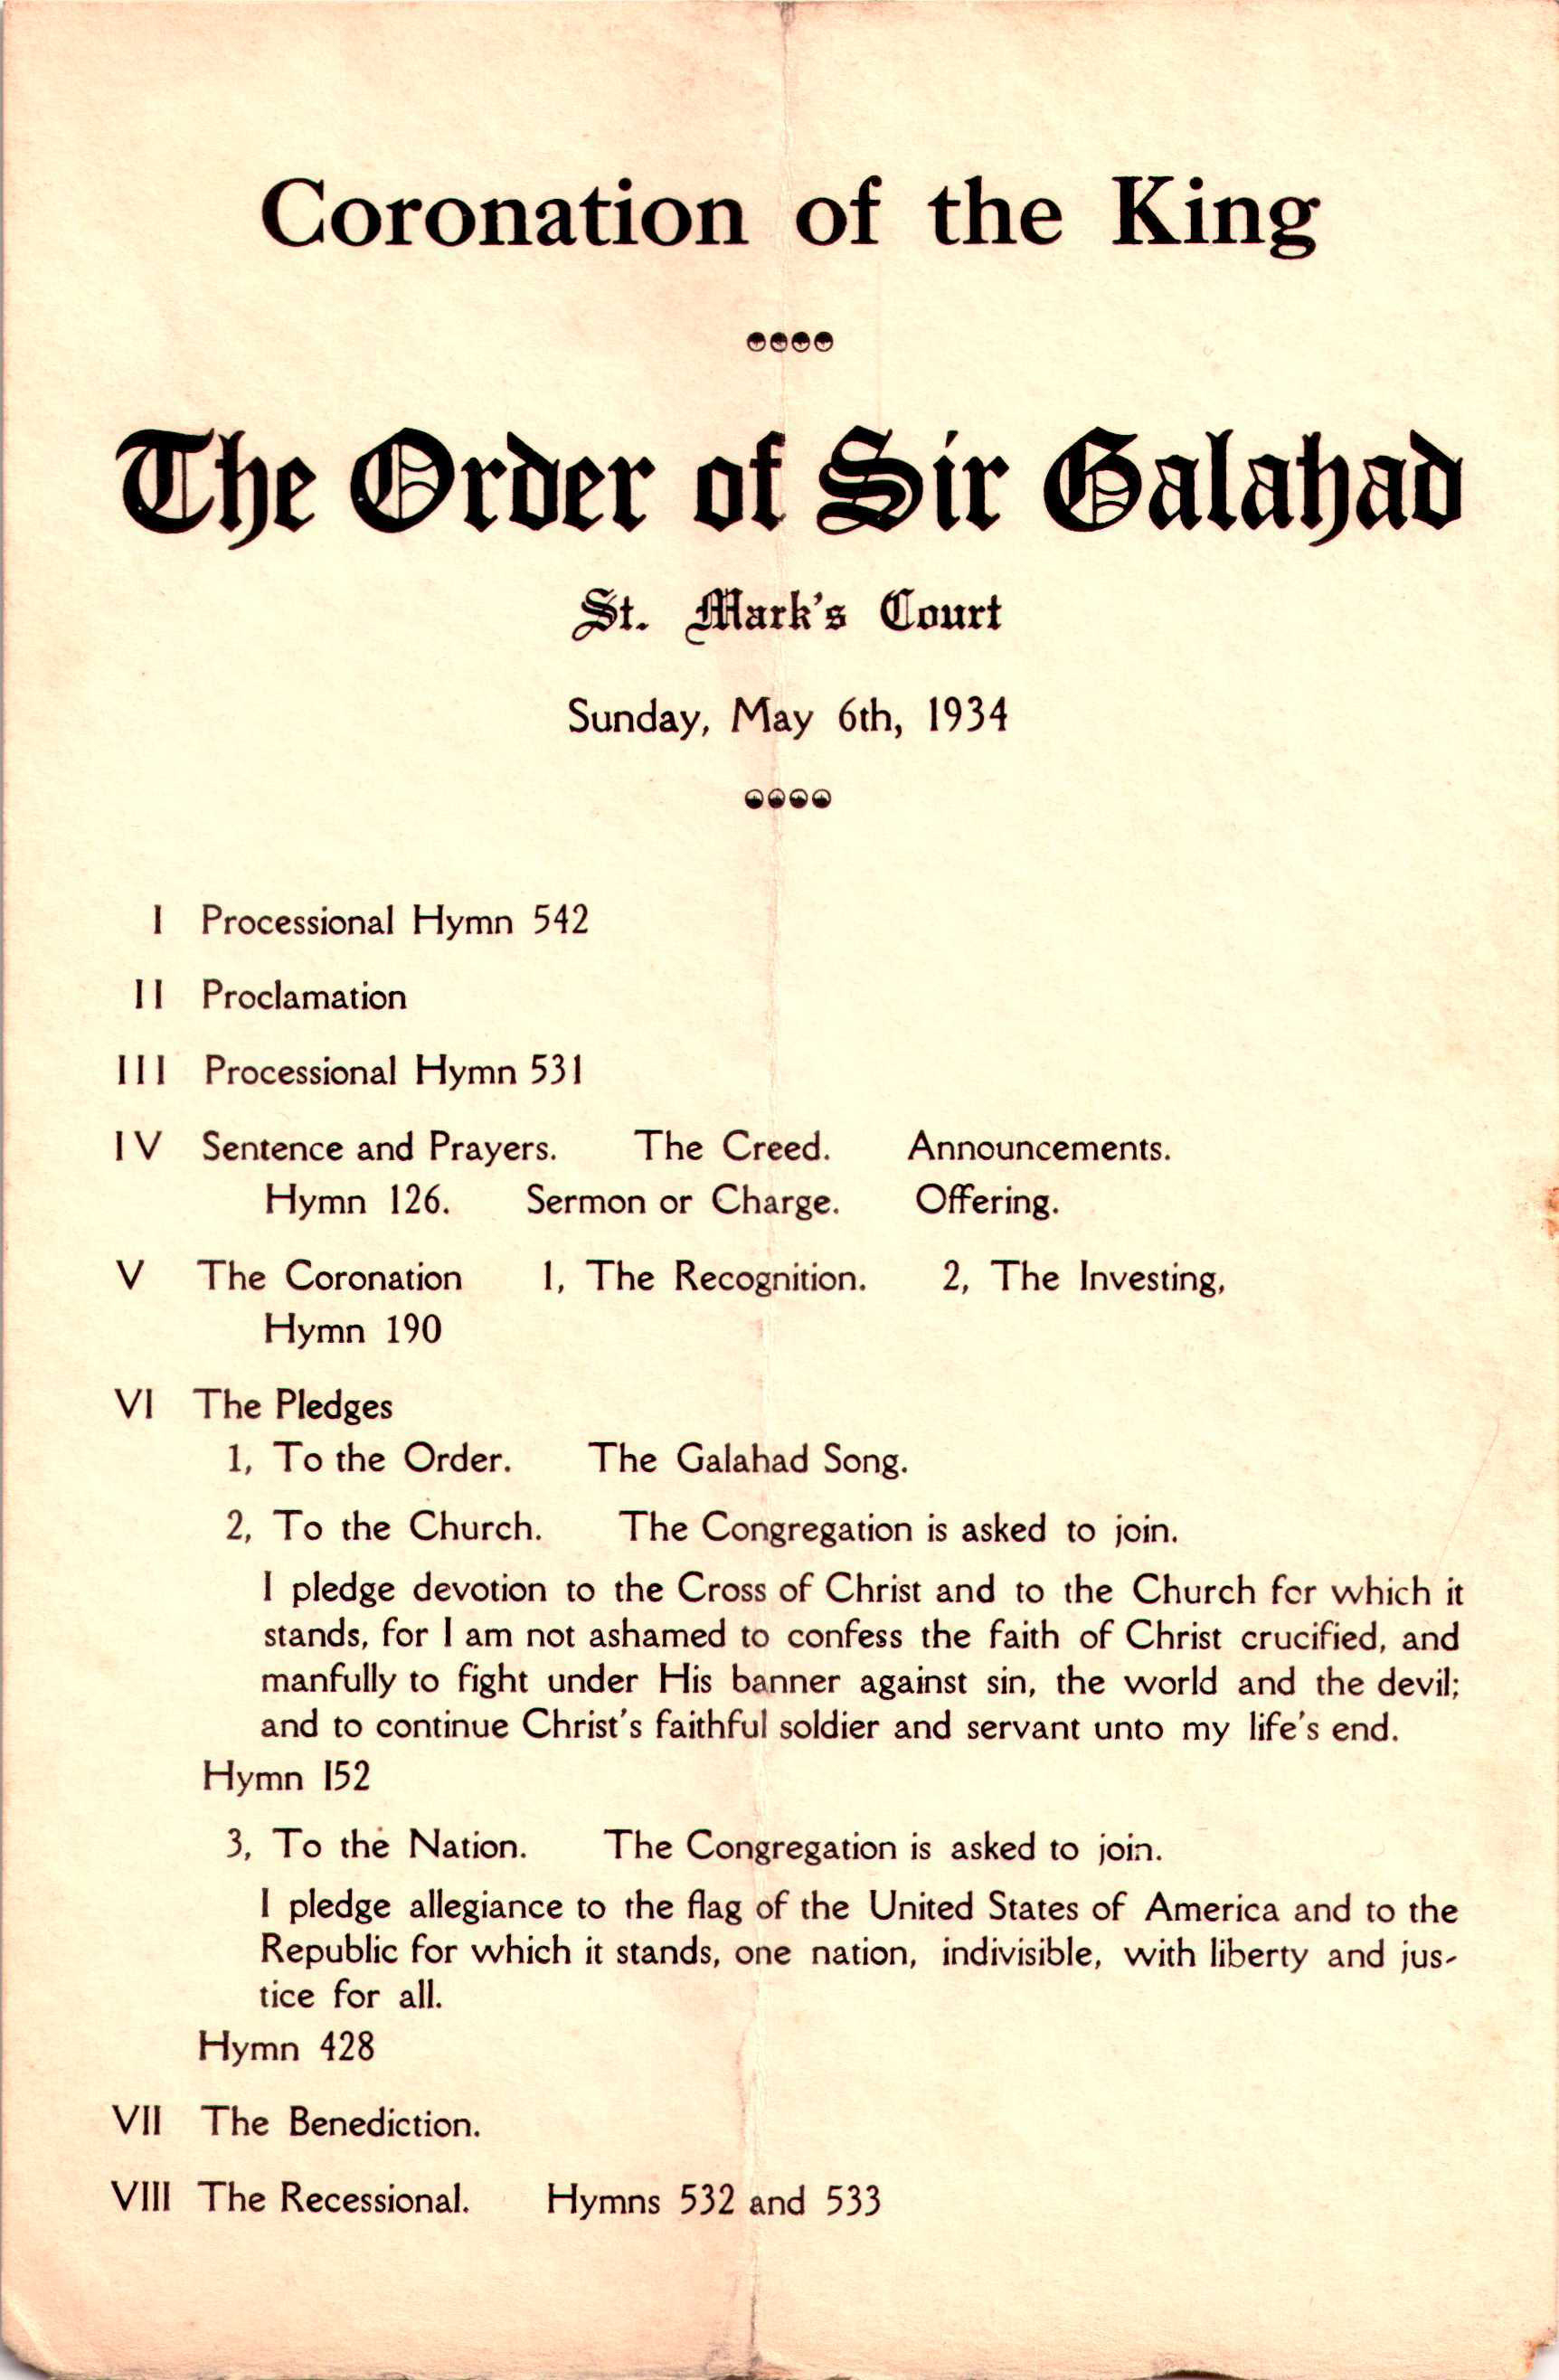 Coronation of the King
The Order of Sir Galahad
St. Mark's Court
Sunday, May 6th, 1934
I Processional Hymn 542
II Proclamation
III Processional Hymn 531
IV Sentence and Prayers. The Creed. Announcements.
Hymn 126. Sermon or Charge. Offering.
V The Coronation 1, The Recognition. 2, The Investing,
Hymn 190
VI The Pledges
1, To the Order. The Galahad Song.
2, To the Church. The Congregation is asked to join.
I pledge devotion to the Cross of Christ and to the Church for which it
stands, for I am not ashamed to confess the faith of Christ crucified, and
manfully to fight under His banner against sin, the world and the devil;
and to continue Christ's faithful soldier and servant unto my life's end.
Hymn 152
3, To the Nation. The Congregation is asked to join.
I pledge allegiance to the flag of the United States of America and to the
Republic for which it stands, one nation, indivisible, with liberty and jus-
tice for all.
Hymn 428
VII The Benediction.
VIII The Recessional. Hymns 532 and 533